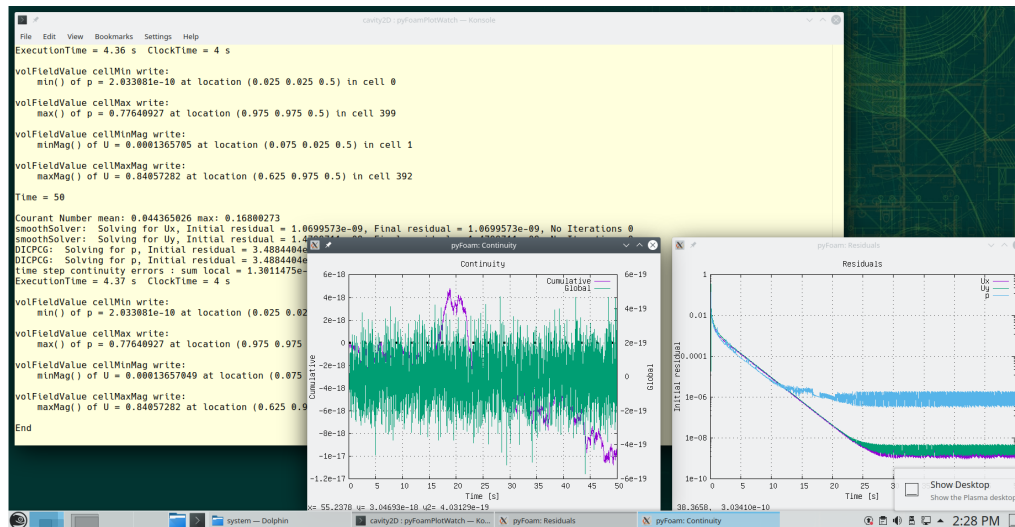 cavity2D : pyFoamPlotWatch — Konsole
File Edit View Bookmarks Settings Help
ExecutionTime = 4.36 s  ClockTime = 4 s
volFieldValue cellMin write:
min() of p = 2.033081e-10 at location (0.025 0.025 0.5) in cell 0
volFieldValue cellMax write:
max() of p = 0.77640927 at location (0.975 0.975 0.5) in cell 399
volFieldValue cellMinMag write:
minMag() of U = 0.0001365705 at location (0.075 0.025 0.5) in cell 1
volFieldValue cellMaxMag write:
maxMag() of U = 0.84057282 at location (0.625 0.975 0.5) in cell 392
Time = 50
Courant Number mean: 0.044365026 max: 0.16800273
smoothSolver:  Solving for Ux, Initial residual = 1.0699573e-09, Final residual = 1.0699573e-09, No Iterations 0
smoothSolver:  Solving for Uy, Initial residual = 1.4
DICPCG:  Solving for p, Initial residual = 3.4884404e
DICPCG:  Solving for p, Initial residual = 3.4884404e
time step continuity errors : sum local = 1.3011475e-
ExecutionTime = 4.37 s  ClockTime = 4 s
volFieldValue cellMin write:
min() of p = 2.033081e-10 at location (0.025 0.02
volFieldValue cellMax write:
max() of p = 0.77640927 at location (0.975 0.975
volFieldValue cellMinMag write:
minMag() of U = 0.00013657049 at location (0.075
volFieldValue cellMaxMag write:
maxMag() of U = 0.84057282 at location (0.625 0.9
End
pyFoam: Continuity
Continuity
Cumulative
Global
6e-18
4e-18
2e-18
0
-2e-18
-4e-18
-6e-18
-8e-18
-1e-17
-1.2e-17
Cumulative
6e-19
4e-19
2e-19
0
-2e-19
-4e-19
-6e-19
Global
0 5 10 15 20 25 30 35 40 45 50
Time [s]
x= 55.2378 y= 3.04693e-18 y2= 4.03129e-19
pyFoam: Residuals
Residuals
Ux
Uy
p
1
0.01
0.0001
1e-06
1e-08
1e-10
Initial residual
0 5 10 15 20 25 30
Time [s]
38.3658, 3.03410e-10
Show Desktop
Show the Plasma desktop
system — Dolphin
cavity2D : pyFoamPlotWatch — Ko...
pyFoam: Residuals
pyFoam: Continuity
2:28 PM